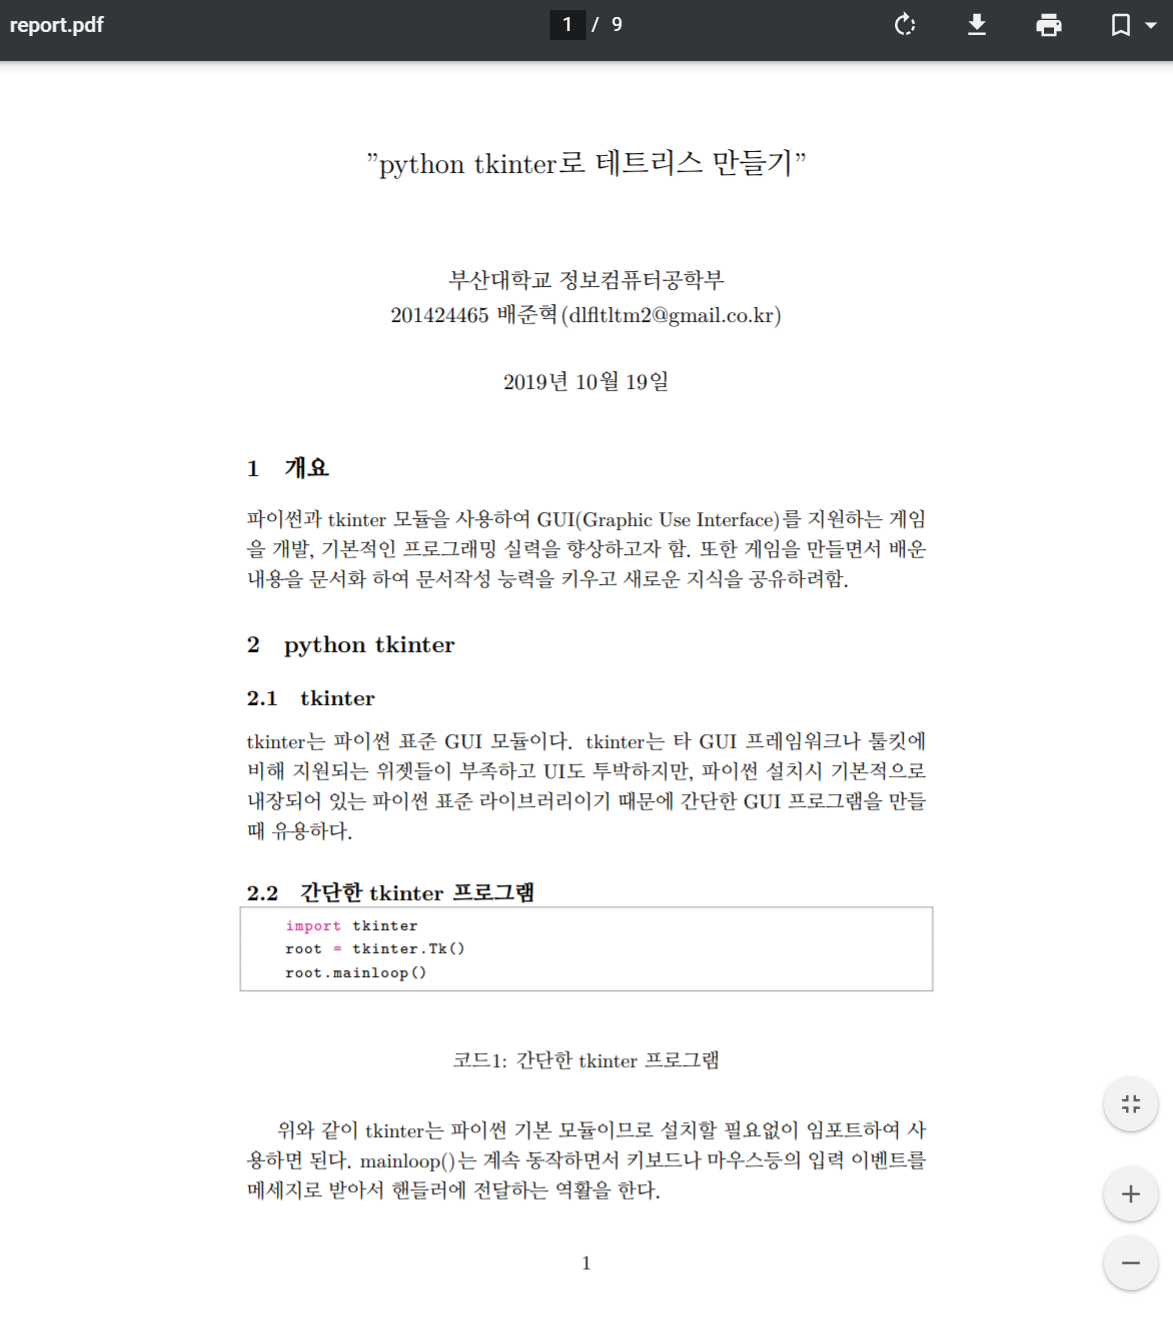 report.pdf
1 / 9
”python tkinter로 테트리스 만들기”
부산대학교 정보컴퓨터공학부
201424465 배준혁(dlfltltm2@gmail.co.kr)
2019년 10월 19일
1 개요
파이썬과 tkinter 모듈을 사용하여 GUI(Graphic Use Interface)를 지원하는 게임
을 개발, 기본적인 프로그래밍 실력을 향상하고자 함. 또한 게임을 만들면서 배운
내용을 문서화 하여 문서작성 능력을 키우고 새로운 지식을 공유하려함.
2 python tkinter
2.1 tkinter
tkinter는 파이썬 표준 GUI 모듈이다. tkinter는 타 GUI 프레임워크나 툴킷에
비해 지원되는 위젯들이 부족하고 UI도 투박하지만, 파이썬 설치시 기본적으로
내장되어 있는 파이썬 표준 라이브러리이기 때문에 간단한 GUI 프로그램을 만들
때 유용하다.
2.2 간단한 tkinter 프로그램
import tkinter
root = tkinter.Tk()
root.mainloop()
코드1: 간단한 tkinter 프로그램
위와 같이 tkinter는 파이썬 기본 모듈이므로 설치할 필요없이 임포트하여 사
용하면 된다. mainloop()는 계속 동작하면서 키보드나 마우스등의 입력 이벤트를
메세지로 받아서 핸들러에 전달하는 역활을 한다.
1